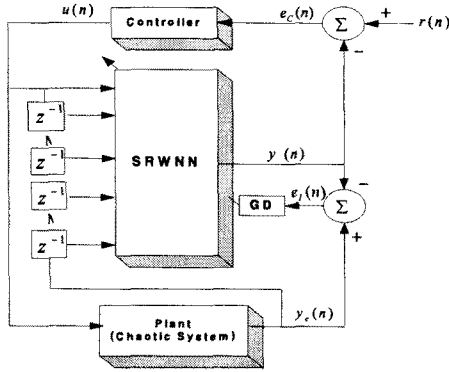 u(n)
Controller
e_C(n)
Σ
+
r(n)
−
z⁻¹
z⁻¹
SRWNN
y (n)
z⁻¹
GD
e_I(n)
−
Σ
z⁻¹
+
Plant
(Chaotic System)
y_c(n)